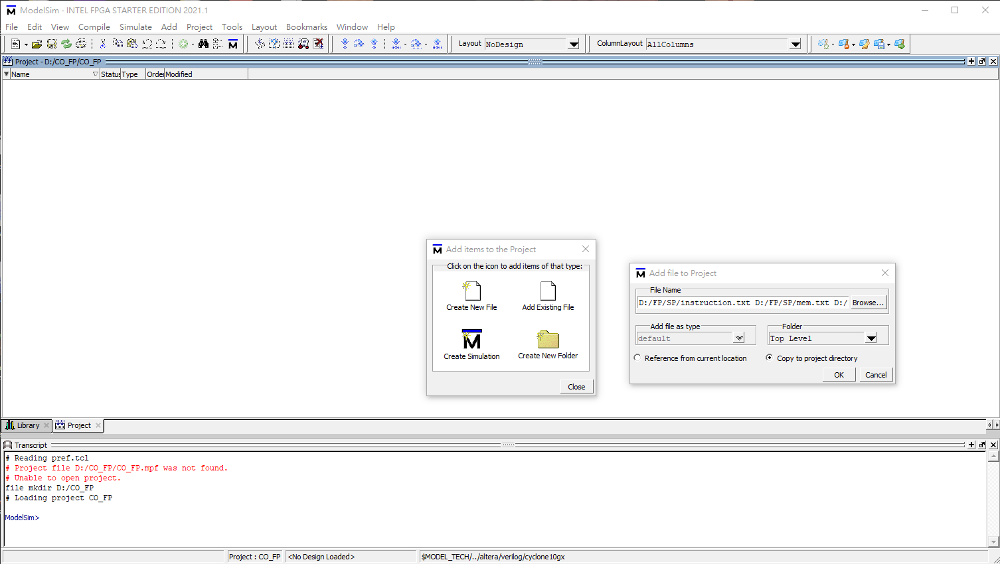 ModelSim - INTEL FPGA STARTER EDITION 2021.1
File Edit View Compile Simulate Add Project Tools Layout Bookmarks Window Help
Layout NoDesign ColumnLayout AllColumns
Project - D:/CO_FP/CO_FP
Name Status Type Order Modified
Add items to the Project
Click on the icon to add items of that type:
Create New File Add Existing File
Create Simulation Create New Folder
Close
Add file to Project
File Name
D:/FP/SP/instruction.txt D:/FP/SP/mem.txt D:/ Browse...
Add file as type Folder
default Top Level
Reference from current location Copy to project directory
OK Cancel
Library Project
Transcript
# Reading pref.tcl
# Project file D:/CO_FP/CO_FP.mpf was not found.
# Unable to open project.
file mkdir D:/CO_FP
# Loading project CO_FP
ModelSim>
Project : CO_FP <No Design Loaded> $MODEL_TECH/../altera/verilog/cyclone10gx